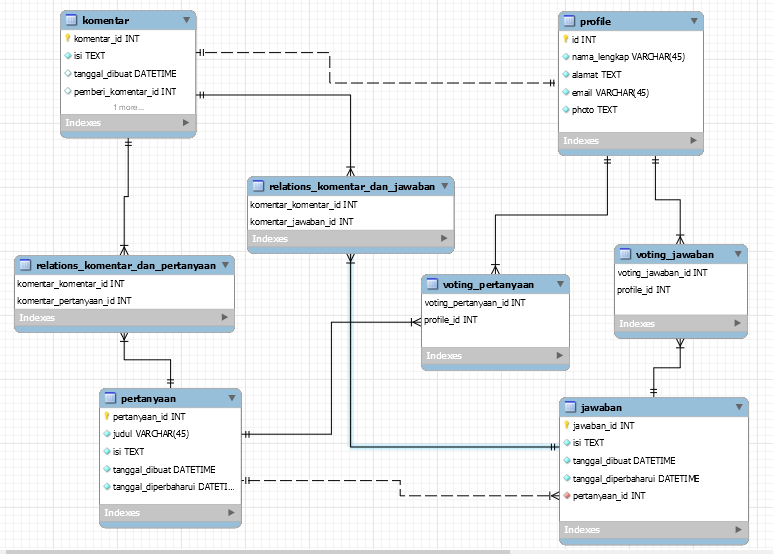 komentar
komentar_id INT
isi TEXT
tanggal_dibuat DATETIME
pemberi_komentar_id INT
1 more...
Indexes
profile
id INT
nama_lengkap VARCHAR(45)
alamat TEXT
email VARCHAR(45)
photo TEXT
Indexes
relations_komentar_dan_jawaban
komentar_komentar_id INT
komentar_jawaban_id INT
Indexes
relations_komentar_dan_pertanyaan
komentar_komentar_id INT
komentar_pertanyaan_id INT
Indexes
voting_pertanyaan
voting_pertanyaan_id INT
profile_id INT
Indexes
voting_jawaban
voting_jawaban_id INT
profile_id INT
Indexes
pertanyaan
pertanyaan_id INT
judul VARCHAR(45)
isi TEXT
tanggal_dibuat DATETIME
tanggal_diperbaharui DATETI...
Indexes
jawaban
jawaban_id INT
isi TEXT
tanggal_dibuat DATETIME
tanggal_diperbaharui DATETIME
pertanyaan_id INT
Indexes